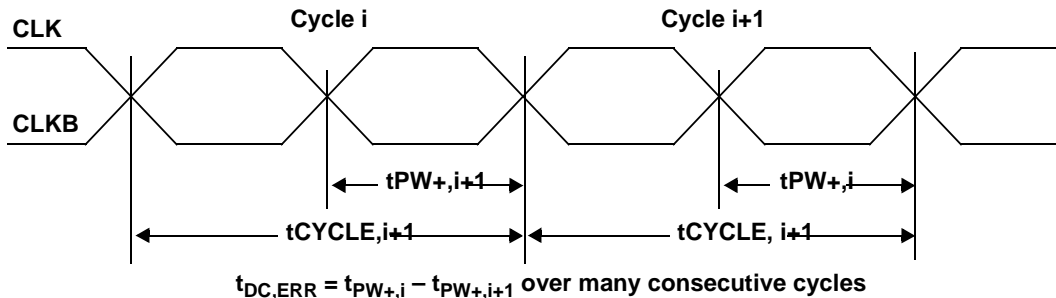 CLK
Cycle i
Cycle i+1
CLKB
tPW+,i+1
tPW+,i
tCYCLE,i+1
tCYCLE, i+1
tDC,ERR = tPW+,i – tPW+,i+1 over many consecutive cycles